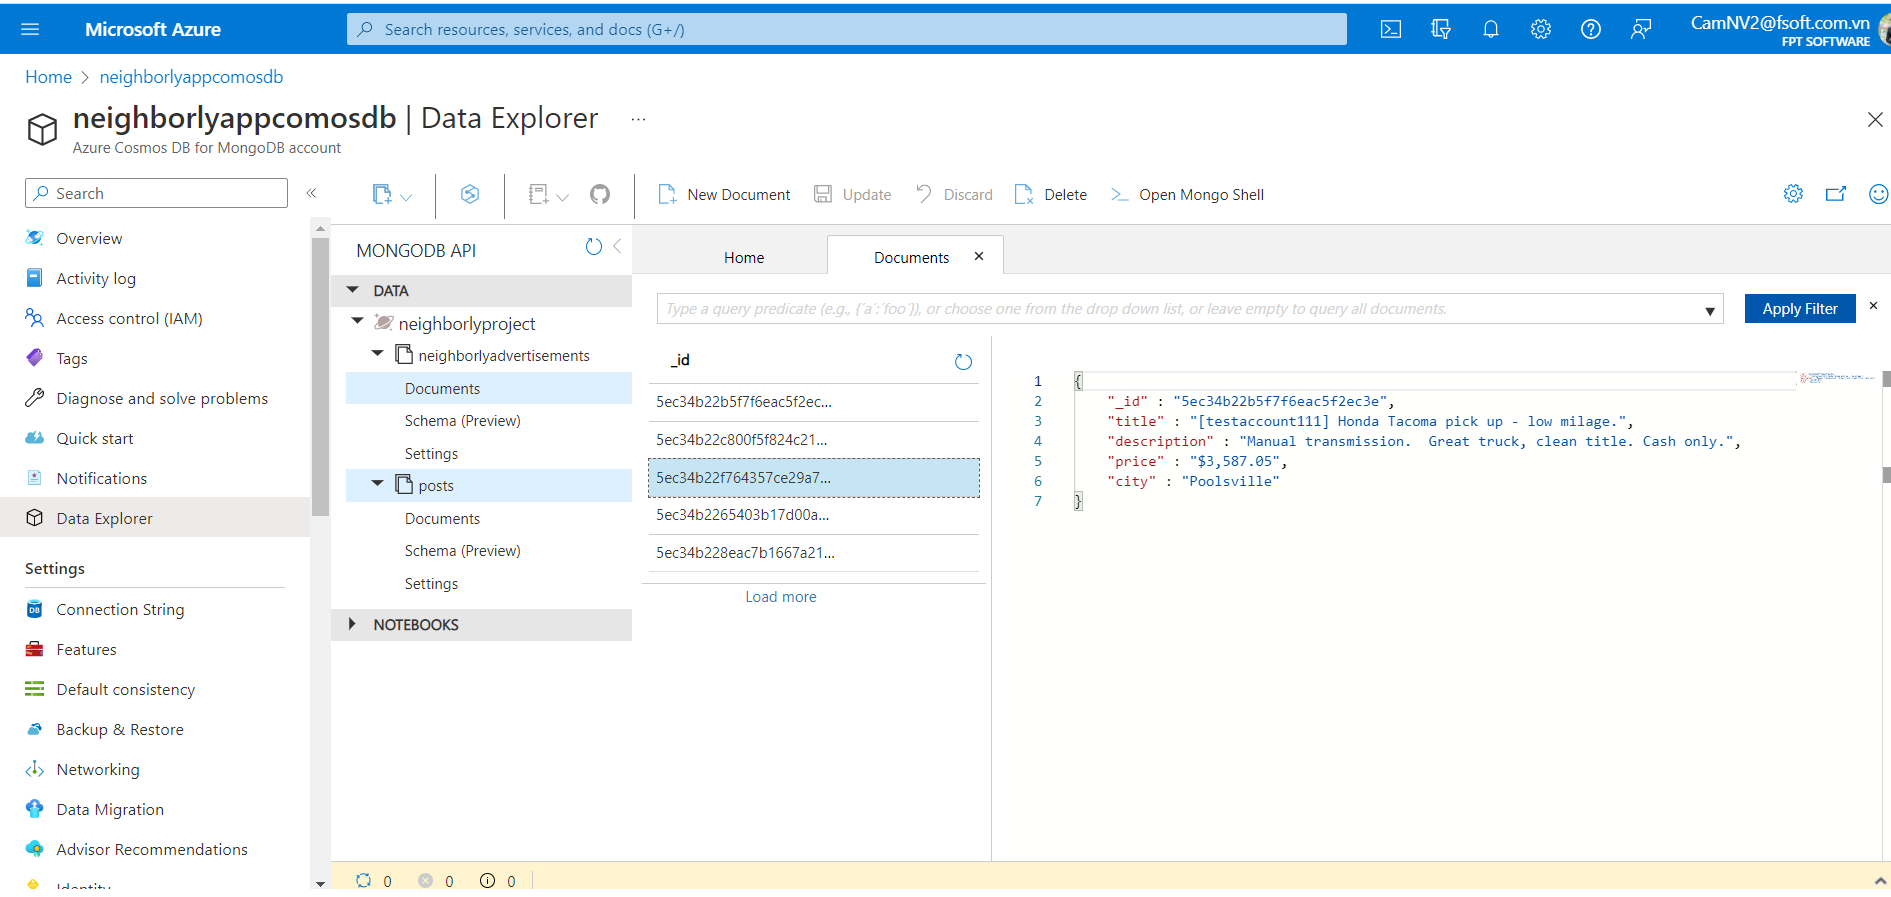 Microsoft Azure
Search resources, services, and docs (G+/)
CamNV2@fsoft.com.vn
FPT SOFTWARE
Home > neighborlyappcomosdb
neighborlyappcomosdb | Data Explorer ...
Azure Cosmos DB for MongoDB account
Search
Overview
Activity log
Access control (IAM)
Tags
Diagnose and solve problems
Quick start
Notifications
Data Explorer
Settings
Connection String
Features
Default consistency
Backup & Restore
Networking
Data Migration
Advisor Recommendations
Identity
New Document
Update
Discard
Delete
Open Mongo Shell
MONGODB API
DATA
neighborlyproject
neighborlyadvertisements
Documents
Schema (Preview)
Settings
posts
Documents
Schema (Preview)
Settings
NOTEBOOKS
Home
Documents
Type a query predicate (e.g., {´a´:´foo´}), or choose one from the drop down list, or leave empty to query all documents.
Apply Filter
_id
5ec34b22b5f7f6eac5f2ec...
5ec34b22c800f5f824c21...
5ec34b22f764357ce29a7...
5ec34b2265403b17d00a...
5ec34b228eac7b1667a21...
Load more
1 {
2 "_id" : "5ec34b22b5f7f6eac5f2ec3e",
3 "title" : "[testaccount111] Honda Tacoma pick up - low milage.",
4 "description" : "Manual transmission.  Great truck, clean title. Cash only.",
5 "price" : "$3,587.05",
6 "city" : "Poolsville"
7 }
0 0 0